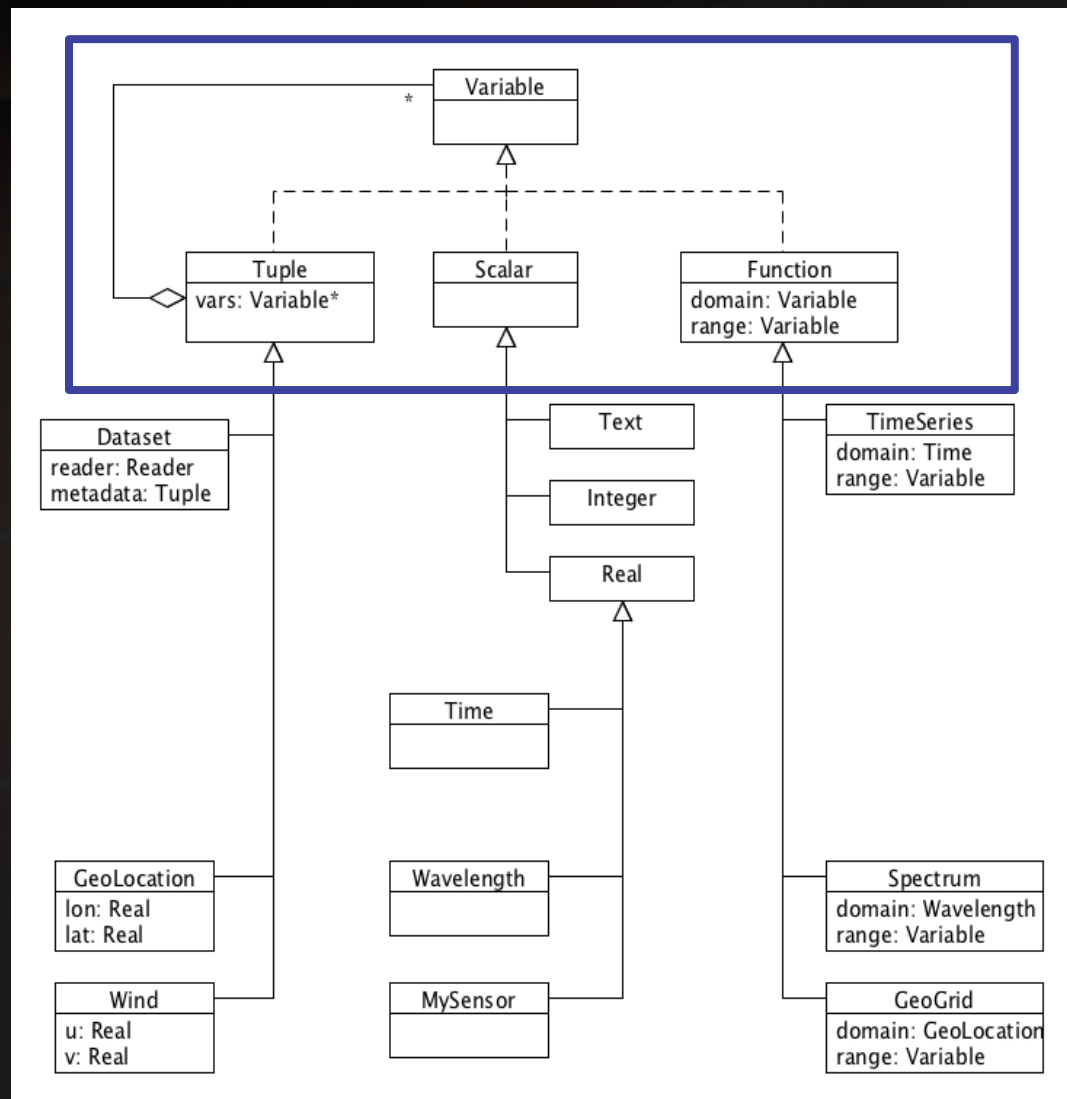 Variable
*
Tuple
vars: Variable*
Scalar
Function
domain: Variable
range: Variable
Dataset
reader: Reader
metadata: Tuple
Text
Integer
Real
TimeSeries
domain: Time
range: Variable
Time
GeoLocation
lon: Real
lat: Real
Wavelength
Spectrum
domain: Wavelength
range: Variable
Wind
u: Real
v: Real
MySensor
GeoGrid
domain: GeoLocation
range: Variable